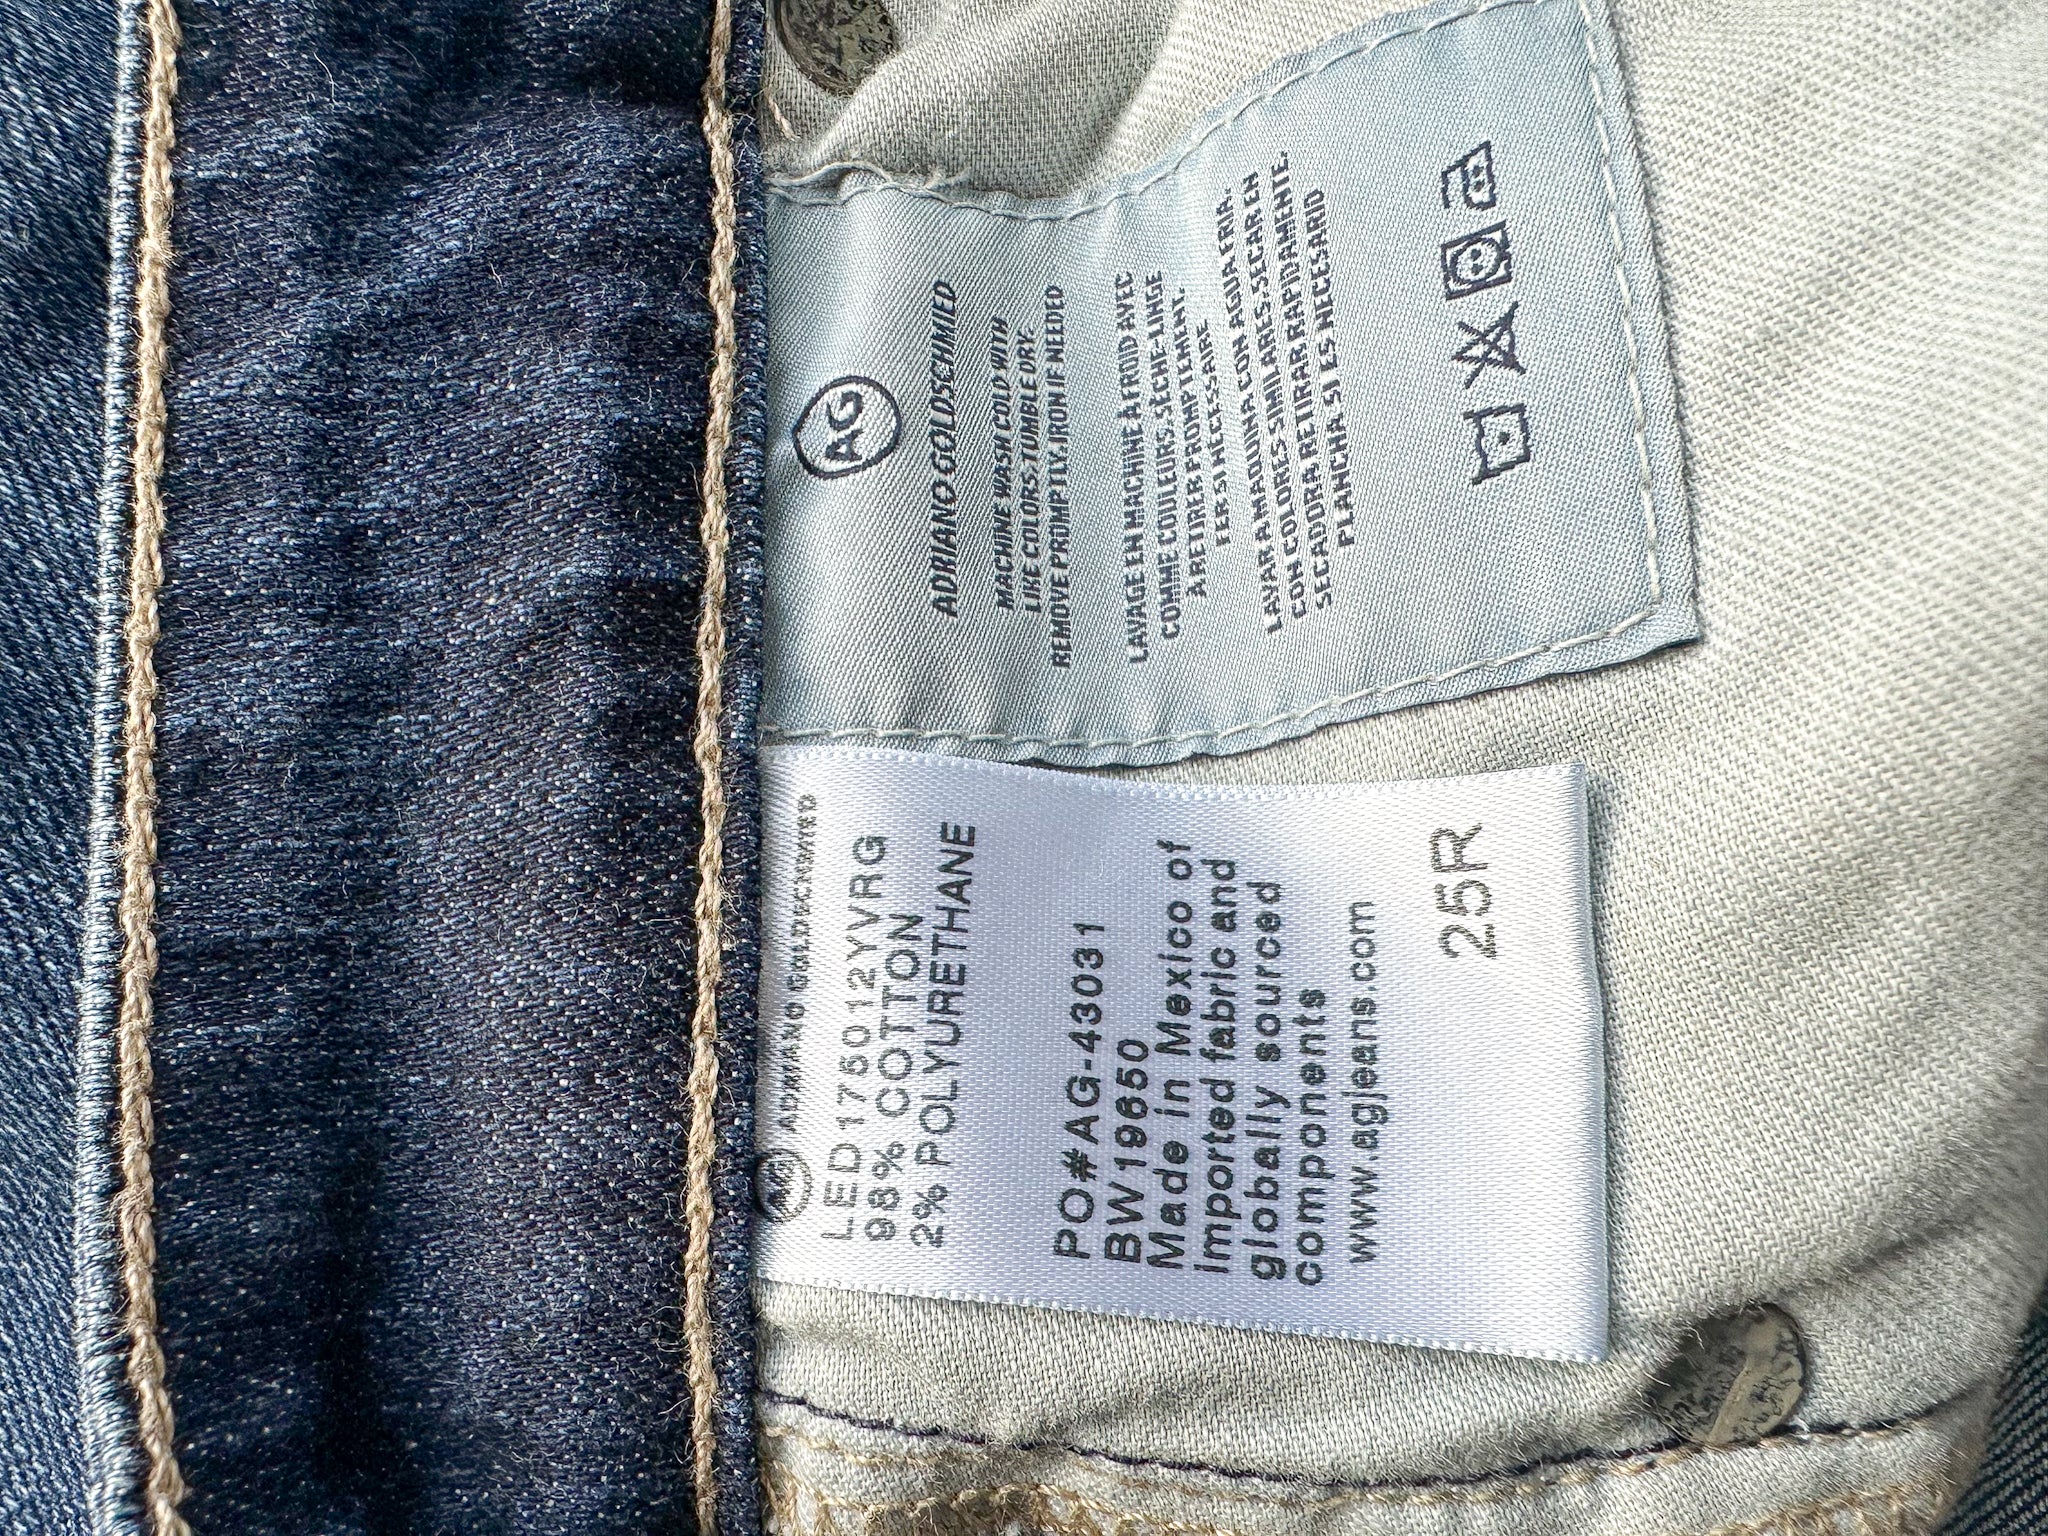 AG
ADRIANO GOLDSCHMIED
MACHINE WASH COLD WITH
LIKE COLORS.TUMBLE DRY.
REMOVE PROMPTLY. IRON IF NEEDED
LAVAGE EN MACHINE À FROID AVEC
COMME COULEURS. SÈCHE-LINGE
À RETIRER PROMPTEMENT.
FER SI NÉCESSAIRE
LAVAR A MAQUINA CON AGUA FRIA.
CON COLORES SIMILARES. SECAR EN
SECADORA RETIRAR RAPIDAMENTE.
PLANCHA SI ES NECESARIO
AG ADRIANO GOLDSCHMIED
LED175012YVRG
98% COTTON
2% POLYURETHANE
PO# AG-43031
BW19650
Made in Mexico of
imported fabric and
globally sourced
components
www.agjeans.com
25R